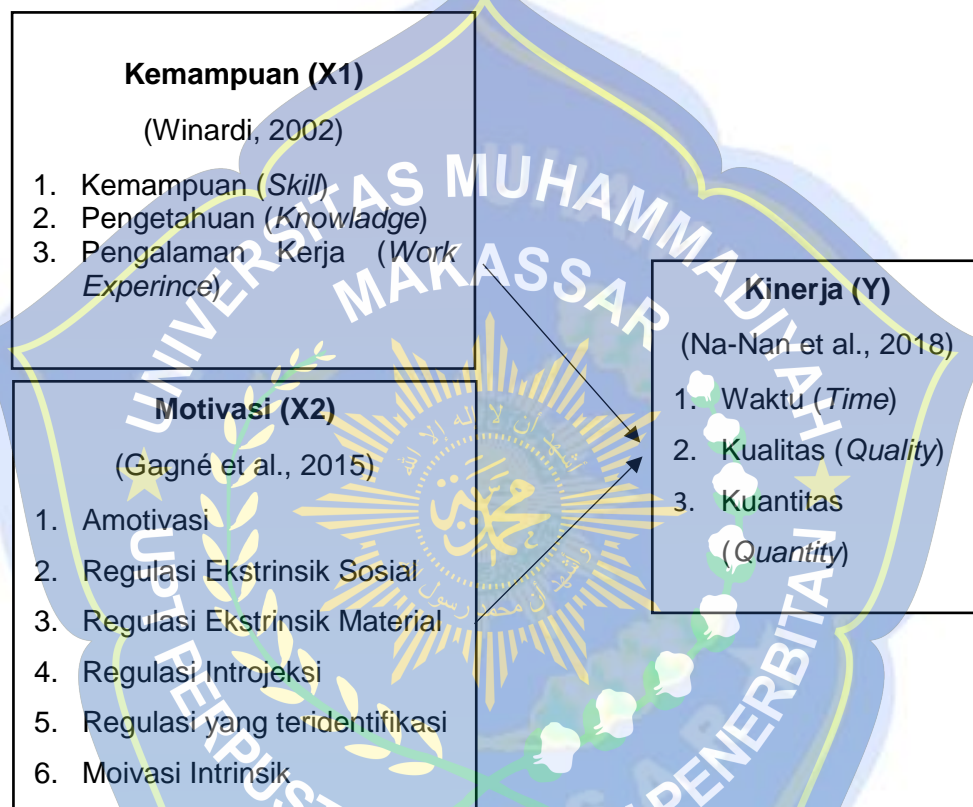 Kemampuan (X1)
(Winardi, 2002)
1. Kemampuan (Skill)
2. Pengetahuan (Knowladge)
3. Pengalaman Kerja (Work
Experince)
Motivasi (X2)
(Gagné et al., 2015)
1. Amotivasi
2. Regulasi Ekstrinsik Sosial
3. Regulasi Ekstrinsik Material
4. Regulasi Introjeksi
5. Regulasi yang teridentifikasi
6. Moivasi Intrinsik
Kinerja (Y)
(Na-Nan et al., 2018)
1. Waktu (Time)
2. Kualitas (Quality)
3. Kuantitas
(Quantity)
UNIVERSITAS MUHAMMADIYAH
MAKASSAR
UPT
PENERBITAN